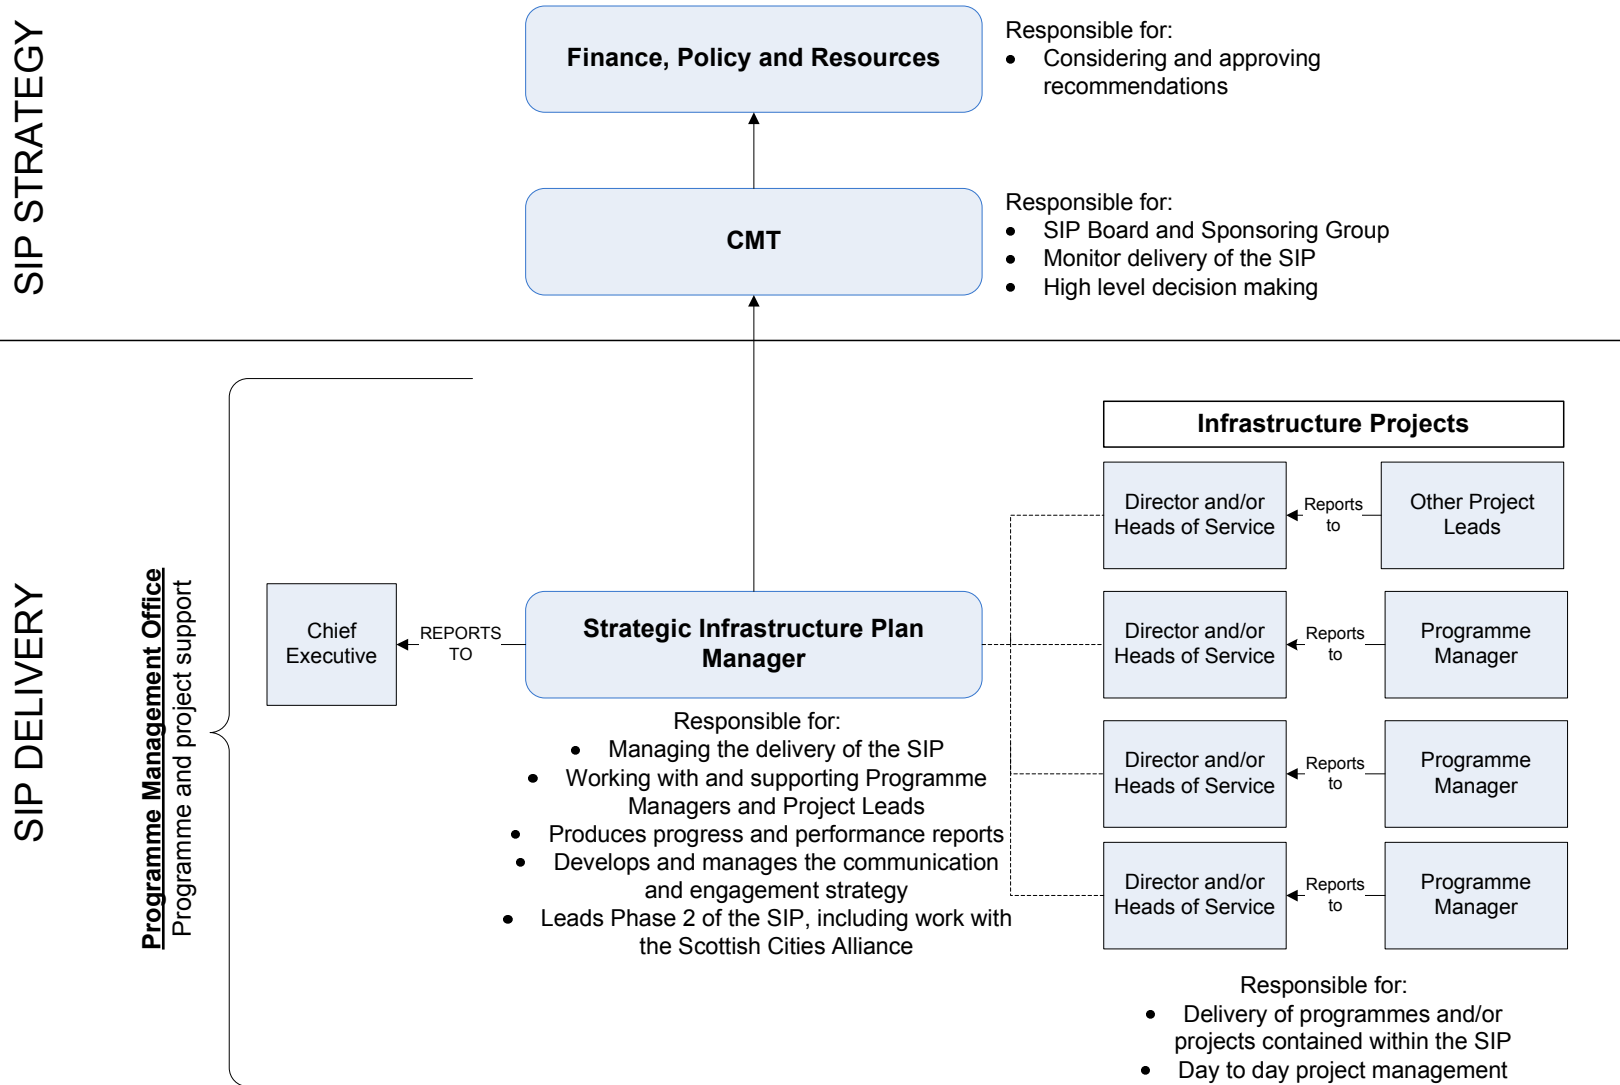 SIP STRATEGY
Finance, Policy and Resources
Responsible for:
• Considering and approving
recommendations
CMT
Responsible for:
• SIP Board and Sponsoring Group
• Monitor delivery of the SIP
• High level decision making
SIP DELIVERY
Programme Management Office
Programme and project support
Chief
Executive
REPORTS
TO
Strategic Infrastructure Plan
Manager
Responsible for:
• Managing the delivery of the SIP
• Working with and supporting Programme
Managers and Project Leads
• Produces progress and performance reports
• Develops and manages the communication
and engagement strategy
• Leads Phase 2 of the SIP, including work with
the Scottish Cities Alliance
Infrastructure Projects
Director and/or
Heads of Service
Reports
to
Other Project
Leads
Director and/or
Heads of Service
Reports
to
Programme
Manager
Director and/or
Heads of Service
Reports
to
Programme
Manager
Director and/or
Heads of Service
Reports
to
Programme
Manager
Responsible for:
• Delivery of programmes and/or
projects contained within the SIP
• Day to day project management